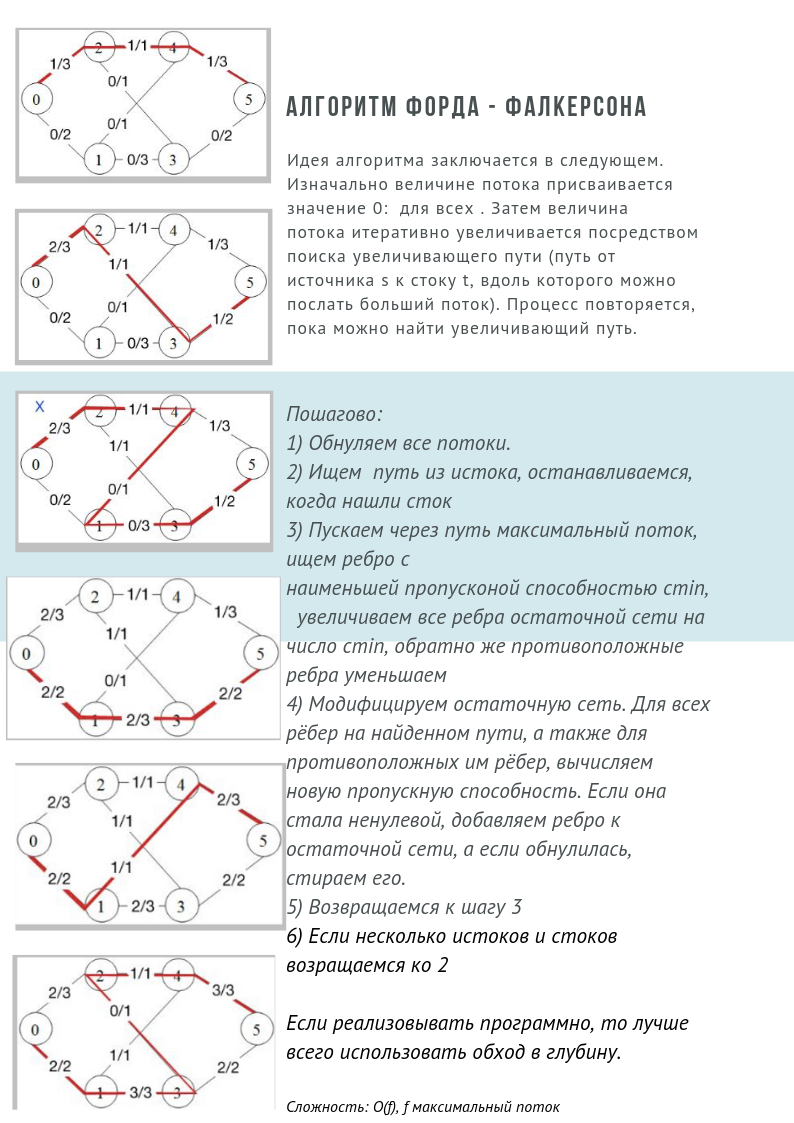 АЛГОРИТМ ФОРДА - ФАЛКЕРСОНА
Идея алгоритма заключается в следующем.
Изначально величине потока присваивается
значение 0:  для всех . Затем величина
потока итеративно увеличивается посредством
поиска увеличивающего пути (путь от
источника s к стоку t, вдоль которого можно
послать больший поток). Процесс повторяется,
пока можно найти увеличивающий путь.
Пошагово:
1) Обнуляем все потоки.
2) Ищем  путь из истока, останавливаемся,
когда нашли сток
3) Пускаем через путь максимальный поток,
ищем ребро с
наименьшей пропусконой способностью cmin,
увеличиваем все ребра остаточной сети на
число cmin, обратно же противоположные
ребра уменьшаем
4) Модифицируем остаточную сеть. Для всех
рёбер на найденном пути, а также для
противоположных им рёбер, вычисляем
новую пропускную способность. Если она
стала ненулевой, добавляем ребро к
остаточной сети, а если обнулилась,
стираем его.
5) Возвращаемся к шагу 3
6) Если несколько истоков и стоков
возращаемся ко 2
Если реализовывать программно, то лучше
всего использовать обход в глубину.
Сложность: O(f), f максимальный поток
2 1/1 4
1/3 1/3
0/1
0 5
0/1
0/2 0/2
1 0/3 3
2 1/1 4
2/3 1/3
1/1
0 5
0/1
0/2 1/2
1 0/3 3
X
2 1/1 4
2/3 1/3
1/1
0 5
0/1
0/2 1/2
1 0/3 3
2 1/1 4
2/3 1/3
1/1
0 5
0/1
2/2 2/2
1 2/3 3
2 1/1 4
2/3 2/3
1/1
0 5
1/1
2/2 2/2
1 2/3 3
2 1/1 4
2/3 3/3
0/1
0 5
1/1
2/2 2/2
1 3/3 3